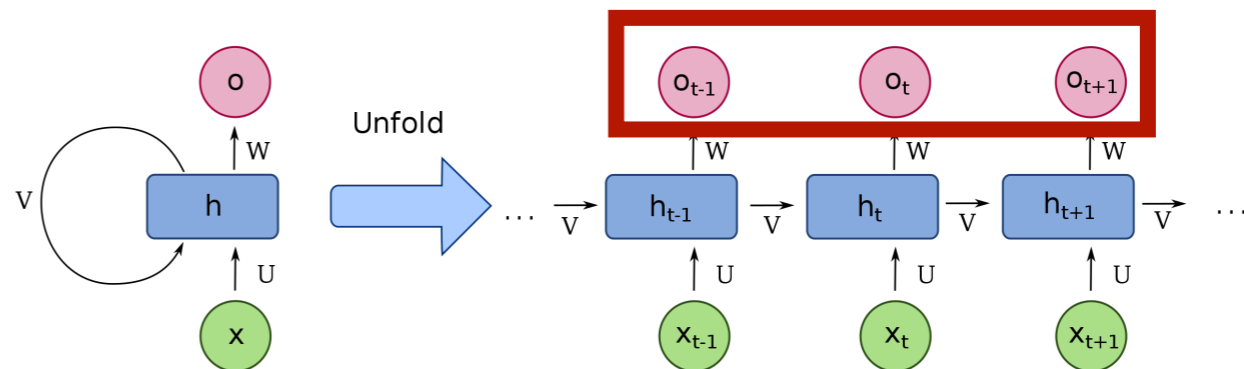 o
W
V
h
U
x
Unfold
o_{t-1} o_t o_{t+1}
W W W
... V h_{t-1} V h_t V h_{t+1} V ...
U U U
x_{t-1} x_t x_{t+1}